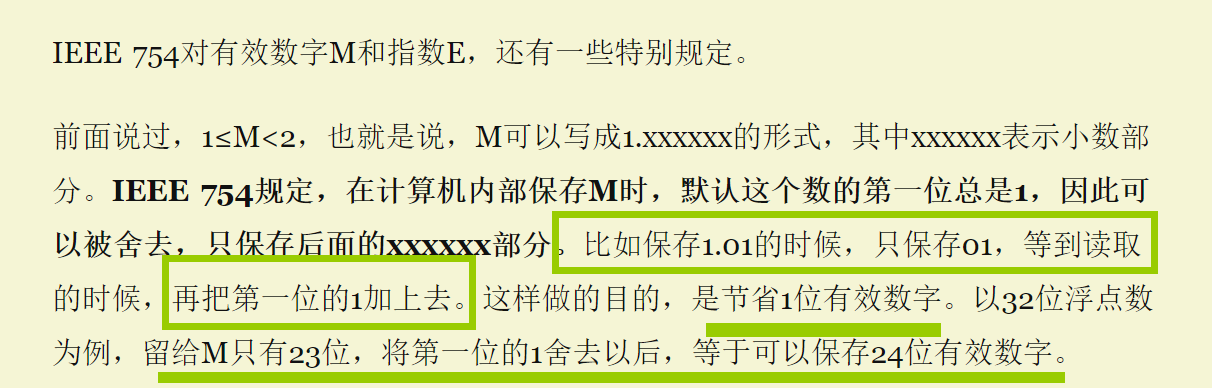 IEEE 754对有效数字M和指数E，还有一些特别规定。
前面说过，1≤M<2，也就是说，M可以写成1.xxxxxx的形式，其中xxxxxx表示小数部
分。IEEE 754规定，在计算机内部保存M时，默认这个数的第一位总是1，因此可
以被舍去，只保存后面的xxxxxx部分。比如保存1.01的时候，只保存01，等到读取
的时候，再把第一位的1加上去。这样做的目的，是节省1位有效数字。以32位浮点数
为例，留给M只有23位，将第一位的1舍去以后，等于可以保存24位有效数字。